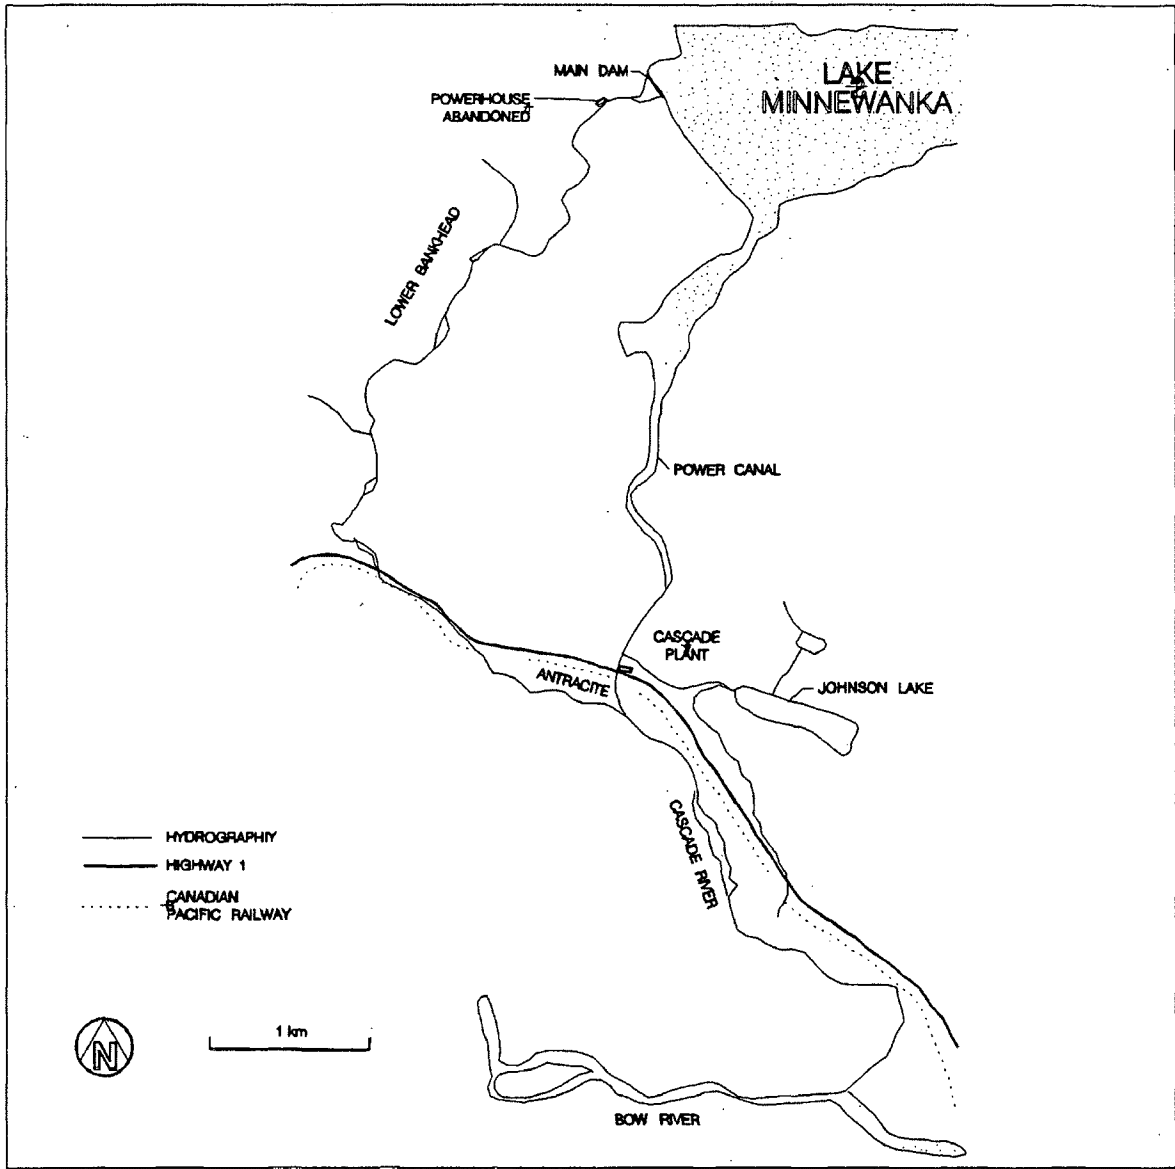 MAIN DAM
LAKE
MINNEWANKA
POWERHOUSE
ABANDONED
LOWER BANKHEAD
POWER CANAL
CASCADE
PLANT
ANTRACITE
JOHNSON LAKE
CASCADE RIVER
HYDROGRAPHIY
HIGHWAY 1
CANADIAN
PACIFIC RAILWAY
N
1 km
BOW RIVER